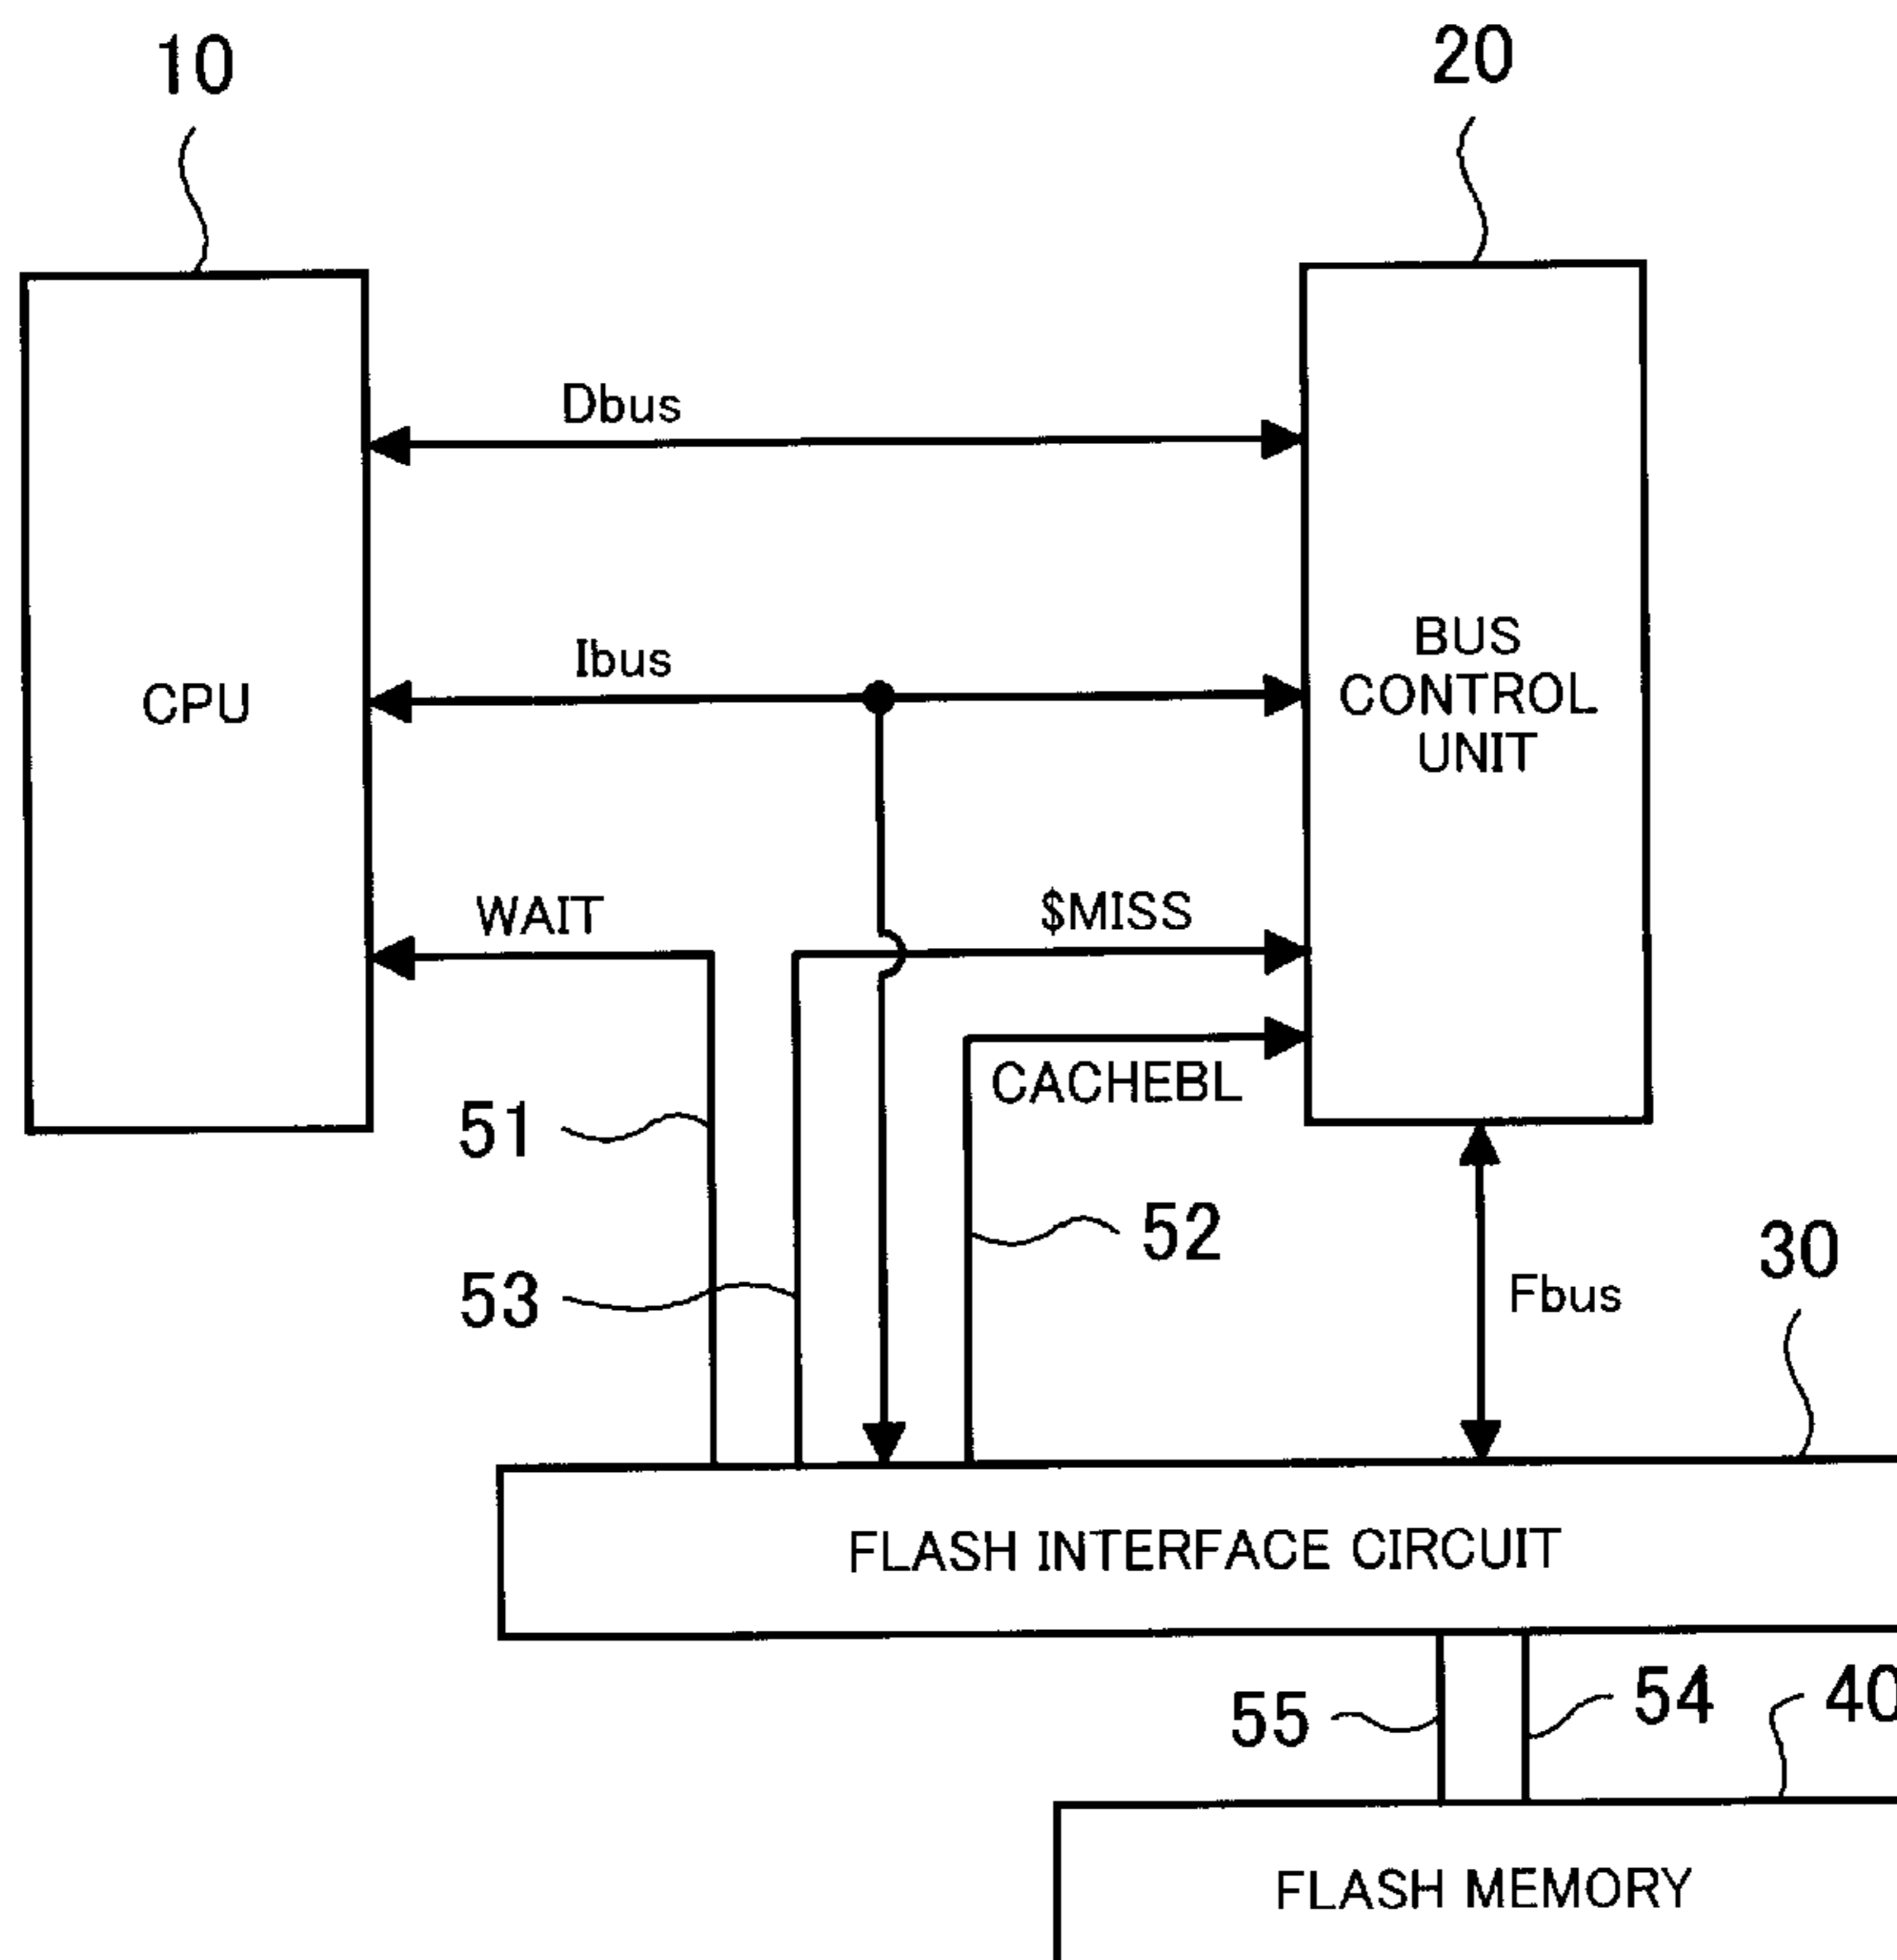 10
20
Dbus
Ibus
CPU
BUS
CONTROL
UNIT
WAIT
$MISS
CACHEBL
51
52
53
30
Fbus
FLASH INTERFACE CIRCUIT
55
54
40
FLASH MEMORY